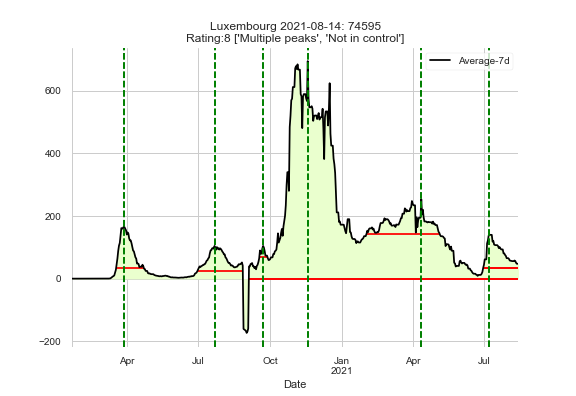 Luxembourg 2021-08-14: 74595
Rating:8 ['Multiple peaks', 'Not in control']
Average-7d
600
400
200
0
−200
Apr
Jul
Oct
Jan
2021
Apr
Jul
Date